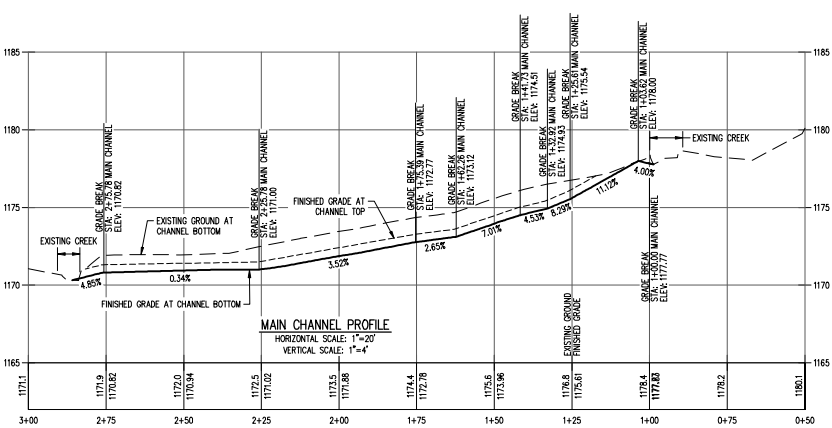 1185
1180
1175
1170
1165
1185
1180
1175
1170
1165
GRADE BREAK
STA: 2+75.78 MAIN CHANNEL
ELEV: 1170.82
GRADE BREAK
STA: 2+25.78 MAIN CHANNEL
ELEV: 1171.00
GRADE BREAK
STA: 1+75.39 MAIN CHANNEL
ELEV: 1172.77
GRADE BREAK
STA: 1+62.26 MAIN CHANNEL
ELEV: 1173.12
GRADE BREAK
STA: 1+41.73 MAIN CHANNEL
ELEV: 1174.51
GRADE BREAK
STA: 1+32.92 MAIN CHANNEL
ELEV: 1174.93
GRADE BREAK
STA: 1+25.61 MAIN CHANNEL
ELEV: 1175.54
GRADE BREAK
STA: 1+03.62 MAIN CHANNEL
ELEV: 1178.00
GRADE BREAK
STA: 1+00.00 MAIN CHANNEL
ELEV: 1177.77
EXISTING CREEK
EXISTING CREEK
EXISTING GROUND AT
CHANNEL BOTTOM
FINISHED GRADE AT
CHANNEL TOP
FINISHED GRADE AT CHANNEL BOTTOM
4.85%
0.34%
3.52%
2.65%
7.01%
4.53%
8.29%
11.12%
4.00%
MAIN CHANNEL PROFILE
HORIZONTAL SCALE: 1"=20'
VERTICAL SCALE: 1"=4'
EXISTING GROUND
FINISHED GRADE
1171.1
1171.9
1170.82
1172.0
1170.94
1172.5
1171.02
1173.5
1171.88
1174.4
1172.78
1175.6
1173.96
1176.8
1175.61
1178.4
1178.2
1180.1
3+00
2+75
2+50
2+25
2+00
1+75
1+50
1+25
1+00
0+75
0+50